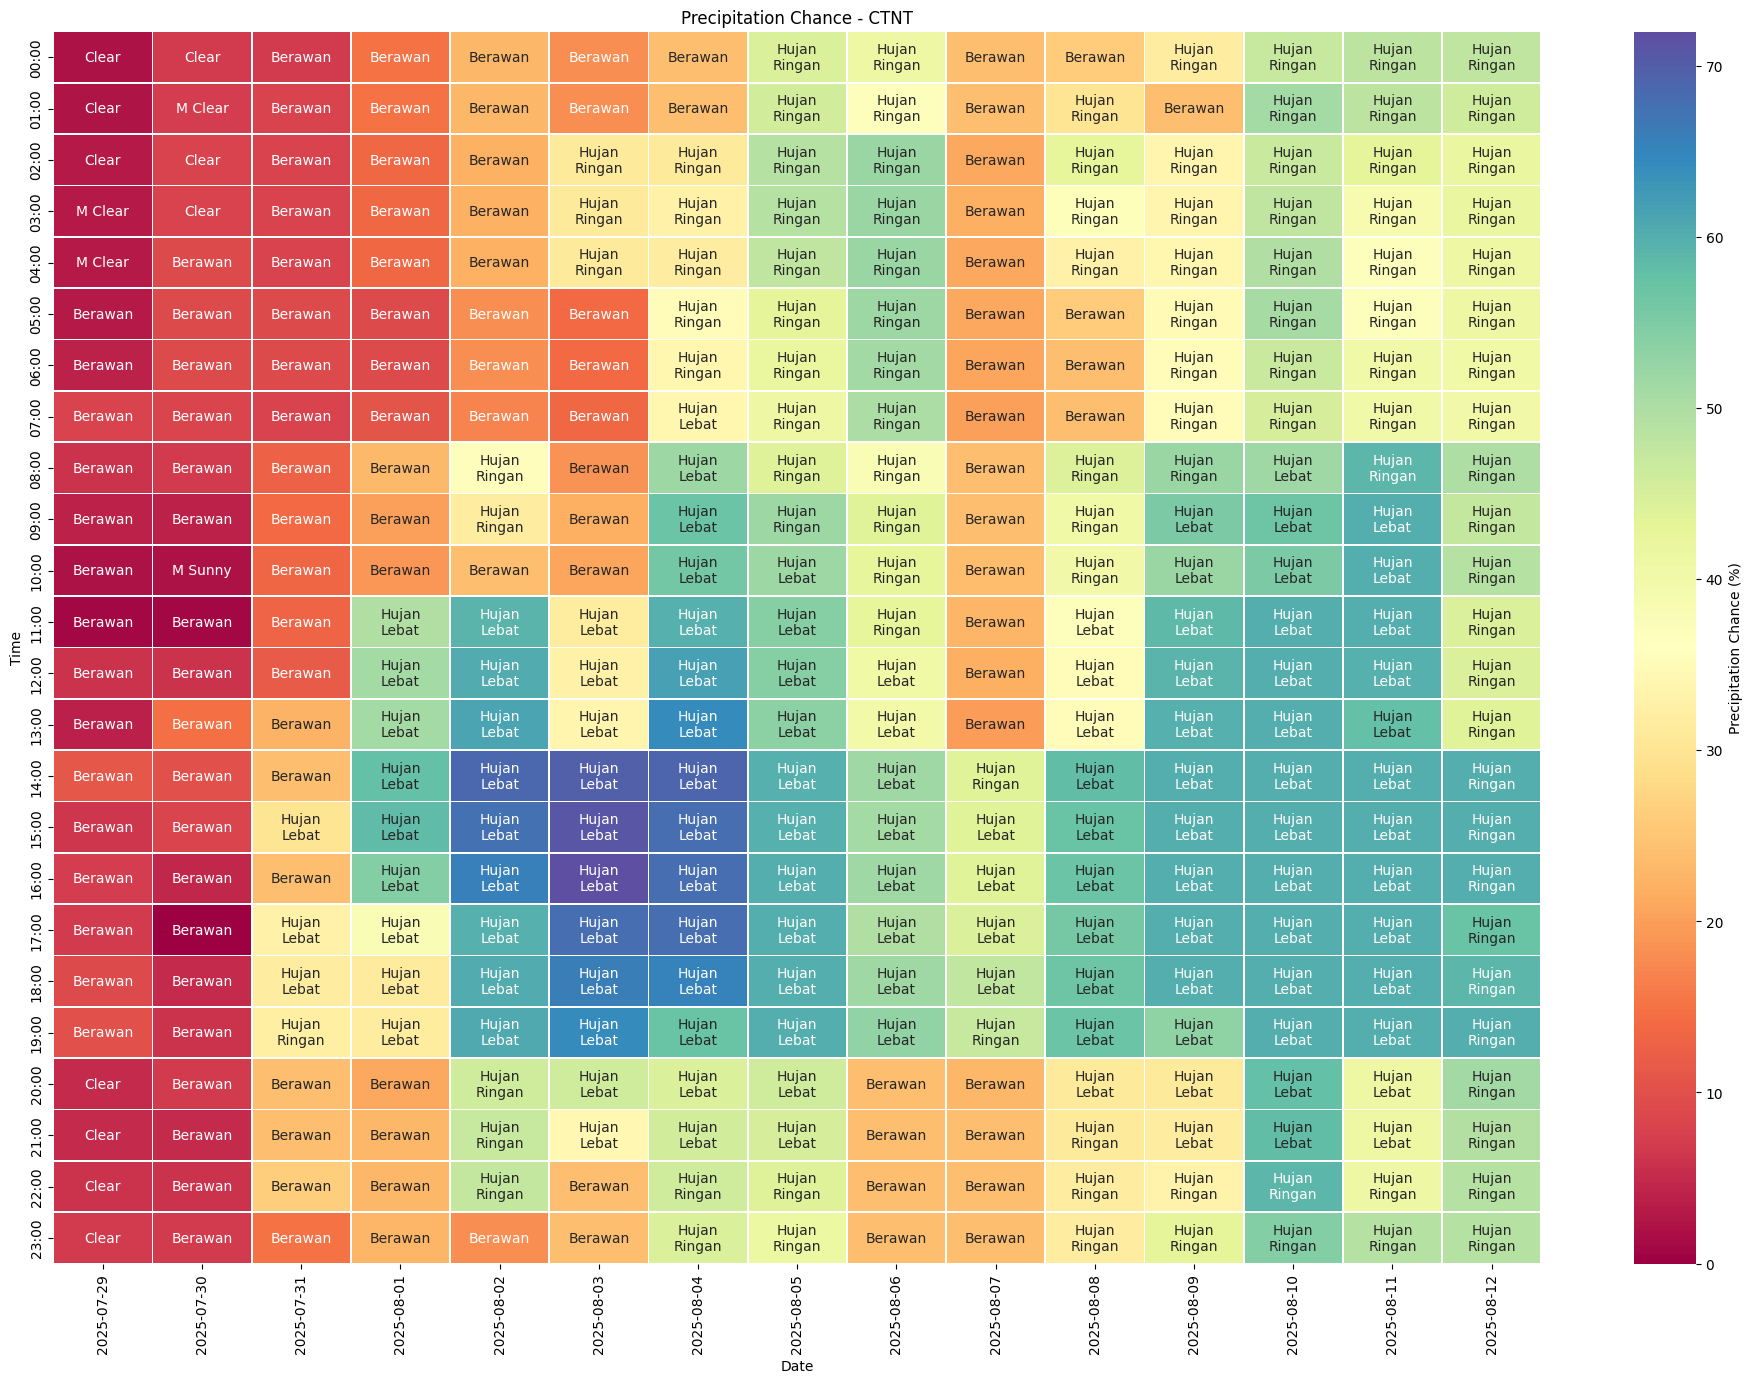 Precipitation Chance - CTNT
Time
00:00 Clear Clear Berawan Berawan Berawan Berawan Berawan Hujan Ringan Hujan Ringan Berawan Berawan Hujan Ringan Hujan Ringan Hujan Ringan Hujan Ringan
01:00 Clear M Clear Berawan Berawan Berawan Berawan Berawan Hujan Ringan Hujan Ringan Berawan Hujan Ringan Berawan Hujan Ringan Hujan Ringan Hujan Ringan
02:00 Clear Clear Berawan Berawan Berawan Hujan Ringan Hujan Ringan Hujan Ringan Hujan Ringan Berawan Hujan Ringan Hujan Ringan Hujan Ringan Hujan Ringan Hujan Ringan
03:00 M Clear Clear Berawan Berawan Berawan Hujan Ringan Hujan Ringan Hujan Ringan Hujan Ringan Berawan Hujan Ringan Hujan Ringan Hujan Ringan Hujan Ringan Hujan Ringan
04:00 M Clear Berawan Berawan Berawan Berawan Hujan Ringan Hujan Ringan Hujan Ringan Hujan Ringan Berawan Hujan Ringan Hujan Ringan Hujan Ringan Hujan Ringan Hujan Ringan
05:00 Berawan Berawan Berawan Berawan Berawan Berawan Hujan Ringan Hujan Ringan Hujan Ringan Berawan Berawan Hujan Ringan Hujan Ringan Hujan Ringan Hujan Ringan
06:00 Berawan Berawan Berawan Berawan Berawan Berawan Hujan Ringan Hujan Ringan Hujan Ringan Berawan Berawan Hujan Ringan Hujan Ringan Hujan Ringan Hujan Ringan
07:00 Berawan Berawan Berawan Berawan Berawan Berawan Hujan Lebat Hujan Ringan Hujan Ringan Berawan Berawan Hujan Ringan Hujan Ringan Hujan Ringan Hujan Ringan
08:00 Berawan Berawan Berawan Berawan Hujan Ringan Berawan Hujan Lebat Hujan Ringan Hujan Ringan Berawan Hujan Ringan Hujan Ringan Hujan Lebat Hujan Ringan Hujan Ringan
09:00 Berawan Berawan Berawan Berawan Hujan Ringan Berawan Hujan Lebat Hujan Ringan Hujan Ringan Berawan Hujan Ringan Hujan Lebat Hujan Lebat Hujan Lebat Hujan Ringan
10:00 Berawan M Sunny Berawan Berawan Berawan Berawan Hujan Lebat Hujan Lebat Hujan Ringan Berawan Hujan Ringan Hujan Lebat Hujan Lebat Hujan Lebat Hujan Ringan
11:00 Berawan Berawan Berawan Hujan Lebat Hujan Lebat Hujan Lebat Hujan Lebat Hujan Lebat Hujan Ringan Berawan Hujan Lebat Hujan Lebat Hujan Lebat Hujan Lebat Hujan Ringan
12:00 Berawan Berawan Berawan Hujan Lebat Hujan Lebat Hujan Lebat Hujan Lebat Hujan Lebat Hujan Lebat Berawan Hujan Lebat Hujan Lebat Hujan Lebat Hujan Lebat Hujan Ringan
13:00 Berawan Berawan Berawan Hujan Lebat Hujan Lebat Hujan Lebat Hujan Lebat Hujan Lebat Hujan Lebat Berawan Hujan Lebat Hujan Lebat Hujan Lebat Hujan Lebat Hujan Ringan
14:00 Berawan Berawan Berawan Hujan Lebat Hujan Lebat Hujan Lebat Hujan Lebat Hujan Lebat Hujan Lebat Hujan Ringan Hujan Lebat Hujan Lebat Hujan Lebat Hujan Lebat Hujan Ringan
15:00 Berawan Berawan Hujan Lebat Hujan Lebat Hujan Lebat Hujan Lebat Hujan Lebat Hujan Lebat Hujan Lebat Hujan Lebat Hujan Lebat Hujan Lebat Hujan Lebat Hujan Lebat Hujan Ringan
16:00 Berawan Berawan Berawan Hujan Lebat Hujan Lebat Hujan Lebat Hujan Lebat Hujan Lebat Hujan Lebat Hujan Lebat Hujan Lebat Hujan Lebat Hujan Lebat Hujan Lebat Hujan Ringan
17:00 Berawan Berawan Hujan Lebat Hujan Lebat Hujan Lebat Hujan Lebat Hujan Lebat Hujan Lebat Hujan Lebat Hujan Lebat Hujan Lebat Hujan Lebat Hujan Lebat Hujan Lebat Hujan Ringan
18:00 Berawan Berawan Hujan Lebat Hujan Lebat Hujan Lebat Hujan Lebat Hujan Lebat Hujan Lebat Hujan Lebat Hujan Lebat Hujan Lebat Hujan Lebat Hujan Lebat Hujan Lebat Hujan Ringan
19:00 Berawan Berawan Hujan Ringan Hujan Lebat Hujan Lebat Hujan Lebat Hujan Lebat Hujan Lebat Hujan Lebat Hujan Ringan Hujan Lebat Hujan Lebat Hujan Lebat Hujan Lebat Hujan Ringan
20:00 Clear Berawan Berawan Berawan Hujan Ringan Hujan Lebat Hujan Lebat Hujan Lebat Berawan Berawan Hujan Lebat Hujan Lebat Hujan Lebat Hujan Lebat Hujan Ringan
21:00 Clear Berawan Berawan Berawan Hujan Ringan Hujan Lebat Hujan Lebat Hujan Lebat Berawan Berawan Hujan Ringan Hujan Lebat Hujan Lebat Hujan Lebat Hujan Ringan
22:00 Clear Berawan Berawan Berawan Hujan Ringan Berawan Hujan Ringan Hujan Ringan Berawan Berawan Hujan Ringan Hujan Ringan Hujan Ringan Hujan Ringan Hujan Ringan
23:00 Clear Berawan Berawan Berawan Berawan Berawan Hujan Ringan Hujan Ringan Berawan Berawan Hujan Ringan Hujan Ringan Hujan Ringan Hujan Ringan Hujan Ringan
2025-07-29 2025-07-30 2025-07-31 2025-08-01 2025-08-02 2025-08-03 2025-08-04 2025-08-05 2025-08-06 2025-08-07 2025-08-08 2025-08-09 2025-08-10 2025-08-11 2025-08-12
Date
70
60
50
40
30
20
10
0
Precipitation Chance (%)